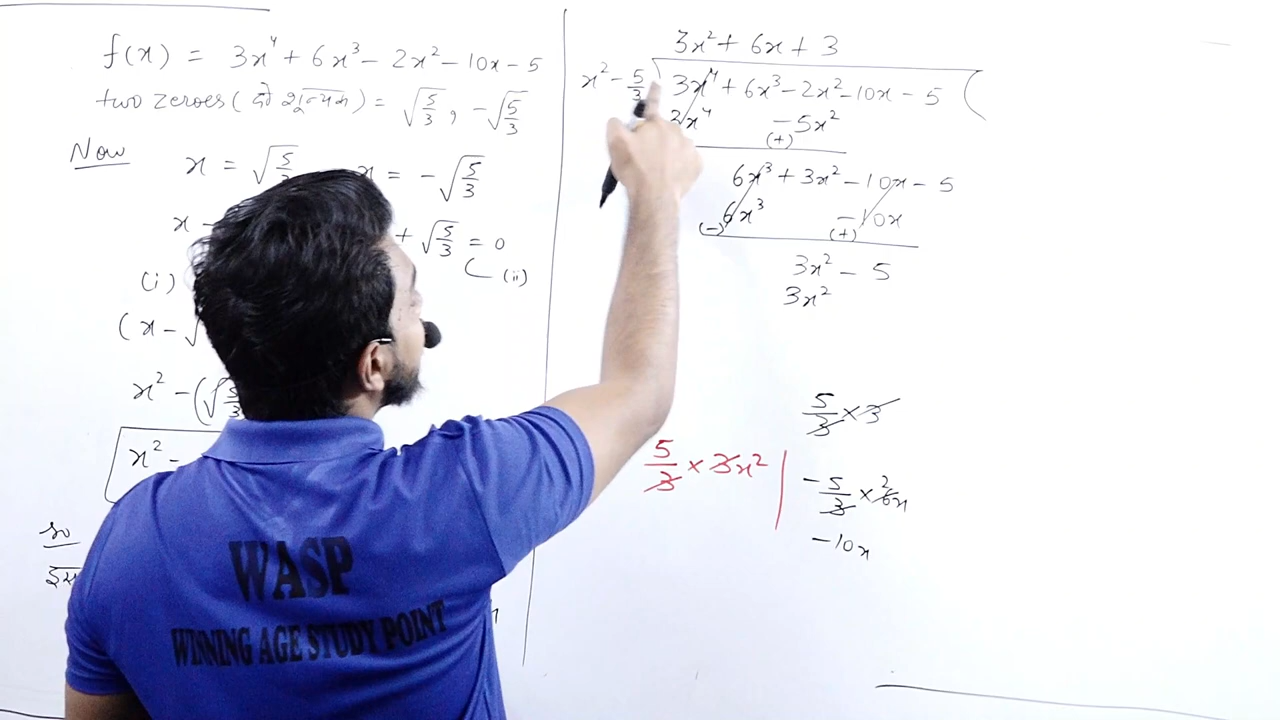 f(x) = 3x⁴ + 6x³ - 2x² - 10x - 5
two zeroes (दो शून्यक) = √5/3, -√5/3
Now x = √5/3 x = -√5/3
x - + √5/3 = 0
(i) (ii)
(x - √
x² - (√5/3
x² -
so
3x² + 6x + 3
x² - 5/3 ) 3x⁴ + 6x³ - 2x² - 10x - 5 (
3x⁴ - 5x²
(+)
6x³ + 3x² - 10x - 5
6x³ - 10x
(-) (+)
3x² - 5
3x²
5/3 × 3
5/3 × 3x²
-5/3 × 6x 2
-10x
WASP
WINNING AGE STUDY POINT